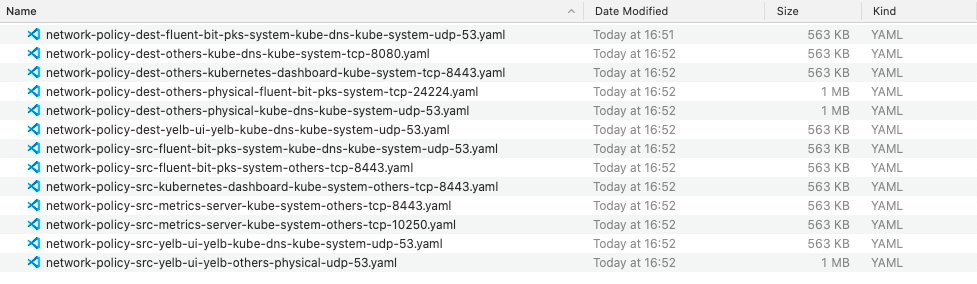 Name Date Modified Size Kind
network-policy-dest-fluent-bit-pks-system-kube-dns-kube-system-udp-53.yaml Today at 16:51 563 KB YAML
network-policy-dest-others-kube-dns-kube-system-tcp-8080.yaml Today at 16:52 563 KB YAML
network-policy-dest-others-kubernetes-dashboard-kube-system-tcp-8443.yaml Today at 16:52 563 KB YAML
network-policy-dest-others-physical-fluent-bit-pks-system-tcp-24224.yaml Today at 16:52 1 MB YAML
network-policy-dest-others-physical-kube-dns-kube-system-udp-53.yaml Today at 16:52 1 MB YAML
network-policy-dest-yelb-ui-yelb-kube-dns-kube-system-udp-53.yaml Today at 16:52 563 KB YAML
network-policy-src-fluent-bit-pks-system-kube-dns-kube-system-udp-53.yaml Today at 16:52 563 KB YAML
network-policy-src-fluent-bit-pks-system-others-tcp-8443.yaml Today at 16:52 563 KB YAML
network-policy-src-kubernetes-dashboard-kube-system-others-tcp-8443.yaml Today at 16:52 563 KB YAML
network-policy-src-metrics-server-kube-system-others-tcp-8443.yaml Today at 16:52 563 KB YAML
network-policy-src-metrics-server-kube-system-others-tcp-10250.yaml Today at 16:52 563 KB YAML
network-policy-src-yelb-ui-yelb-kube-dns-kube-system-udp-53.yaml Today at 16:52 563 KB YAML
network-policy-src-yelb-ui-yelb-others-physical-udp-53.yaml Today at 16:52 1 MB YAML